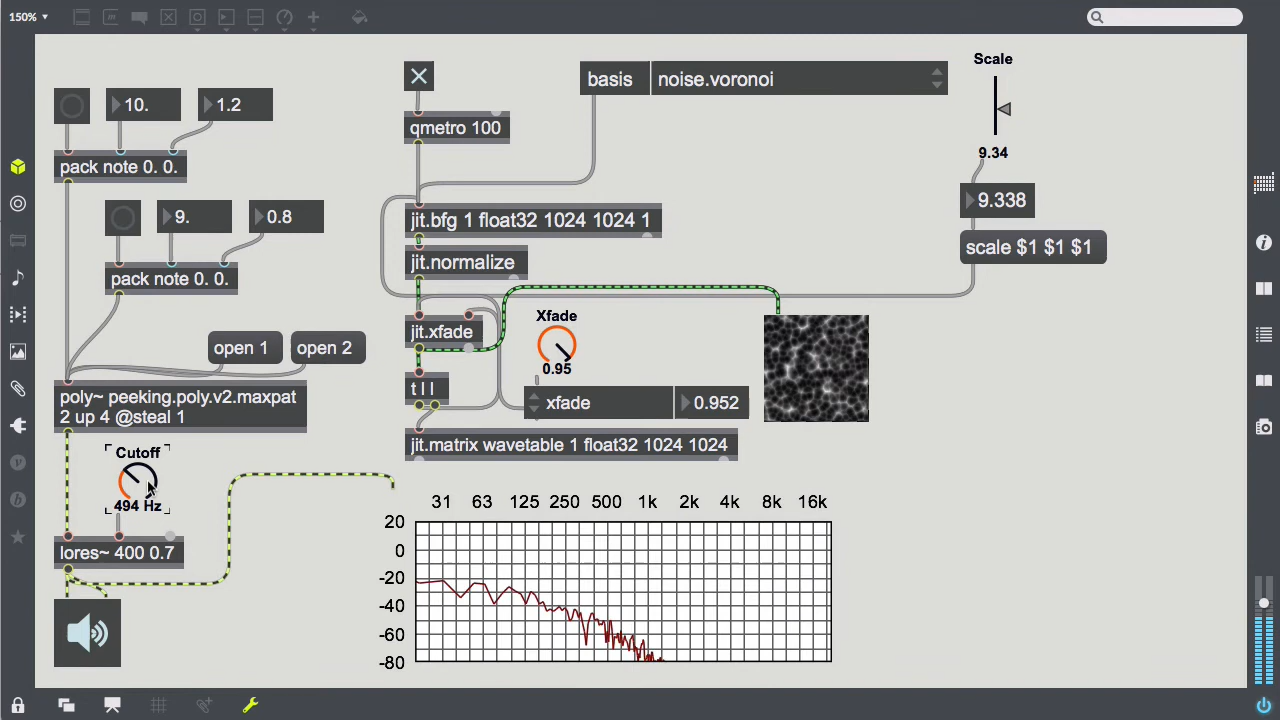 150%
Scale
basis
noise.voronoi
10.
1.2
qmetro 100
9.34
pack note 0. 0.
9.338
9.
0.8
jit.bfg 1 float32 1024 1024 1
scale $1 $1 $1
jit.normalize
pack note 0. 0.
Xfade
jit.xfade
open 1
open 2
0.95
t l l
poly~ peeking.poly.v2.maxpat
2 up 4 @steal 1
xfade
0.952
jit.matrix wavetable 1 float32 1024 1024
Cutoff
494 Hz
31 63 125 250 500 1k 2k 4k 8k 16k
20
0
-20
-40
-60
-80
lores~ 400 0.7